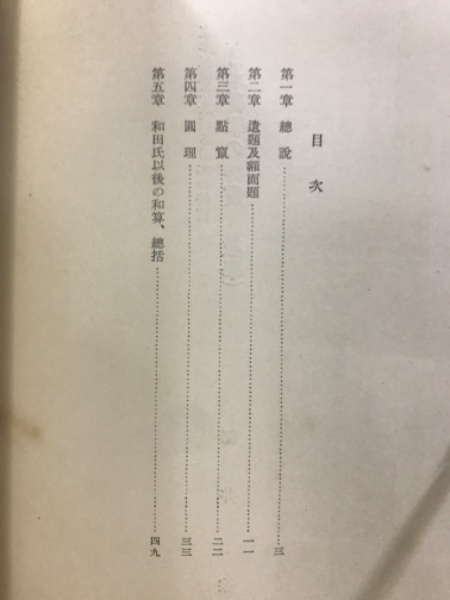 目次
第一章 總說……三
第二章 遺題及額面題……一一
第三章 點竄……二二
第四章 圓理……三三
第五章 和田氏以後の和算、總括……四九